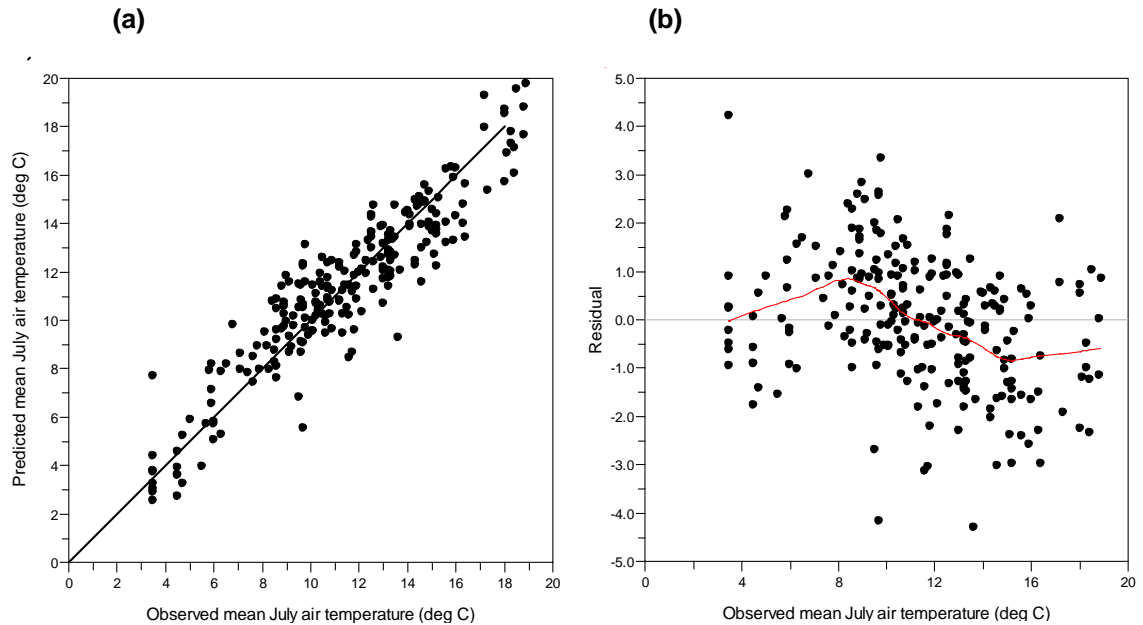 (a)
(b)
20
18
16
14
12
10
8
6
4
2
0
Predicted mean July air temperature (deg C)
0 2 4 6 8 10 12 14 16 18 20
Observed mean July air temperature (deg C)
5.0
4.0
3.0
2.0
1.0
0.0
-1.0
-2.0
-3.0
-4.0
-5.0
Residual
0 4 8 12 16 20
Observed mean July air temperature (deg C)